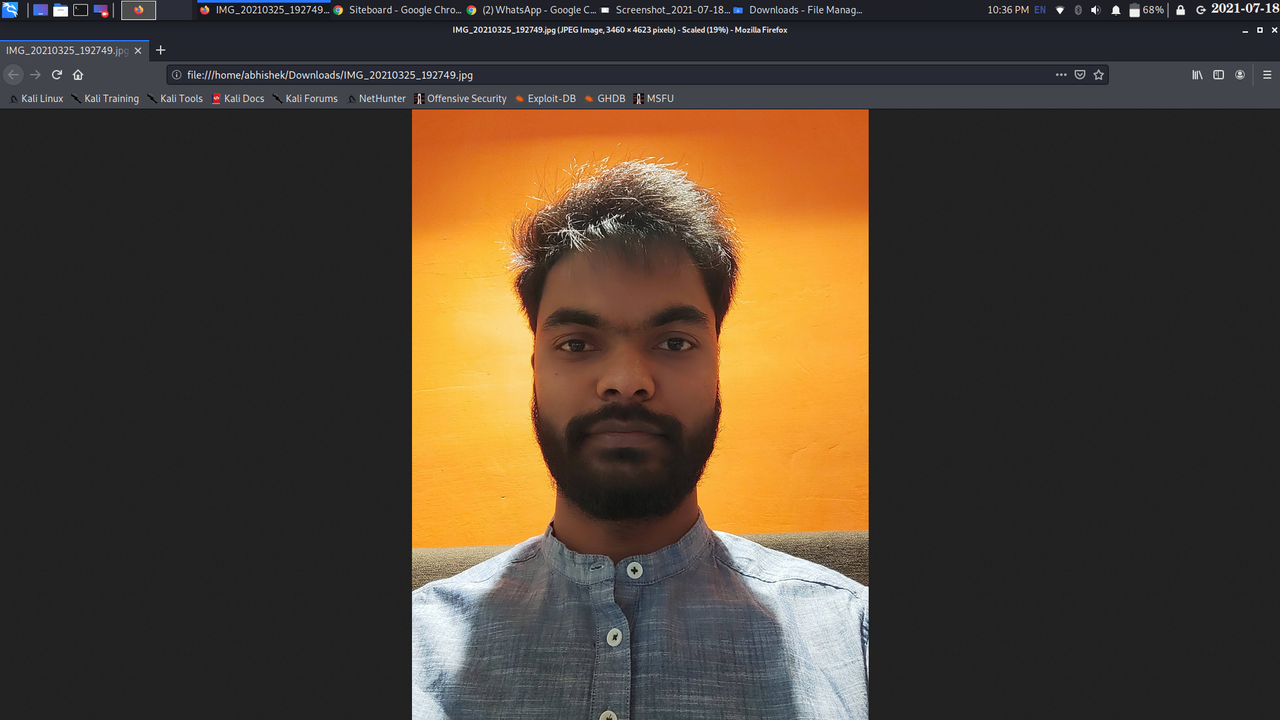 IMG_20210325_192749... Siteboard - Google Chro... (2) WhatsApp - Google C... Screenshot_2021-07-18... Downloads - File Manag... 10:36 PM EN 68% 2021-07-18
IMG_20210325_192749.jpg (JPEG Image, 3460 × 4623 pixels) - Scaled (19%) - Mozilla Firefox
IMG_20210325_192749.jpg
file:///home/abhishek/Downloads/IMG_20210325_192749.jpg
Kali Linux Kali Training Kali Tools Kali Docs Kali Forums NetHunter Offensive Security Exploit-DB GHDB MSFU